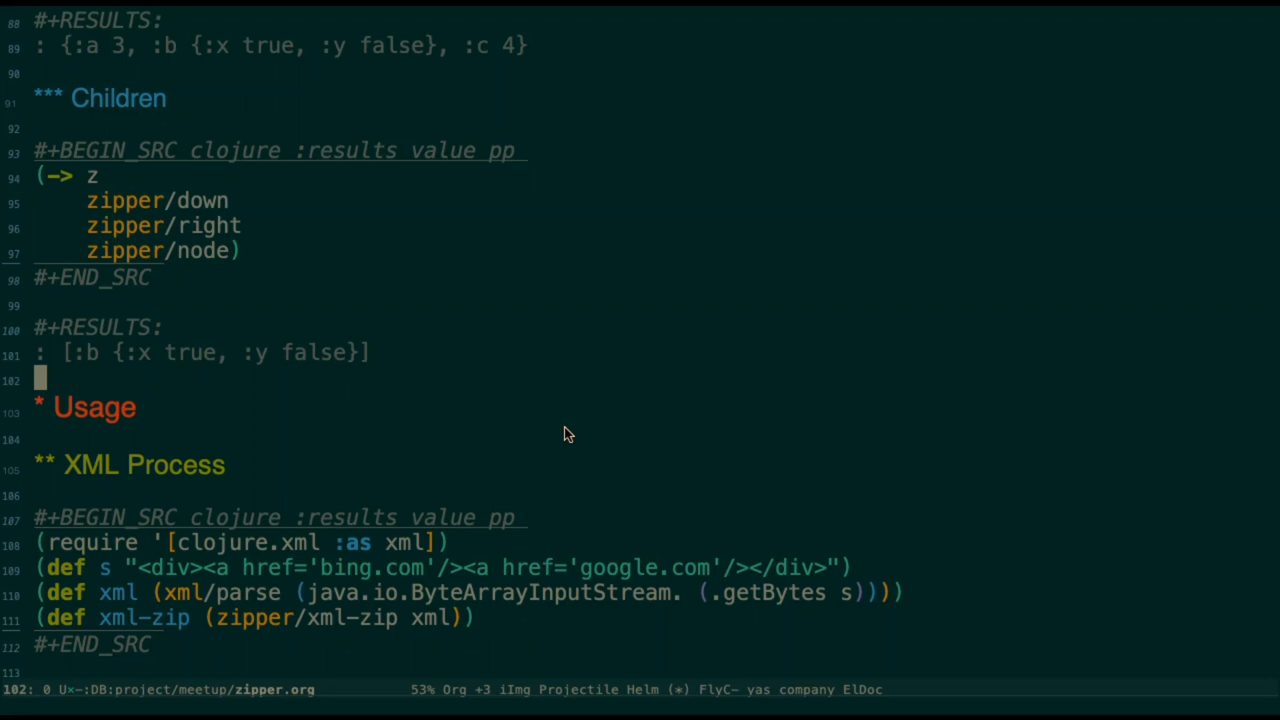 88 #+RESULTS:
89 : {:a 3, :b {:x true, :y false}, :c 4}
90
91 *** Children
92
93 #+BEGIN_SRC clojure :results value pp
94 (-> z
95     zipper/down
96     zipper/right
97     zipper/node)
98 #+END_SRC
99
100 #+RESULTS:
101 : [:b {:x true, :y false}]
102
103 * Usage
104
105 ** XML Process
106
107 #+BEGIN_SRC clojure :results value pp
108 (require '[clojure.xml :as xml])
109 (def s "<div><a href='bing.com'/><a href='google.com'/></div>")
110 (def xml (xml/parse (java.io.ByteArrayInputStream. (.getBytes s))))
111 (def xml-zip (zipper/xml-zip xml))
112 #+END_SRC
113
102: 0 U×-:DB:project/meetup/zipper.org 53% Org +3 iImg Projectile Helm (*) FlyC- yas company ElDoc